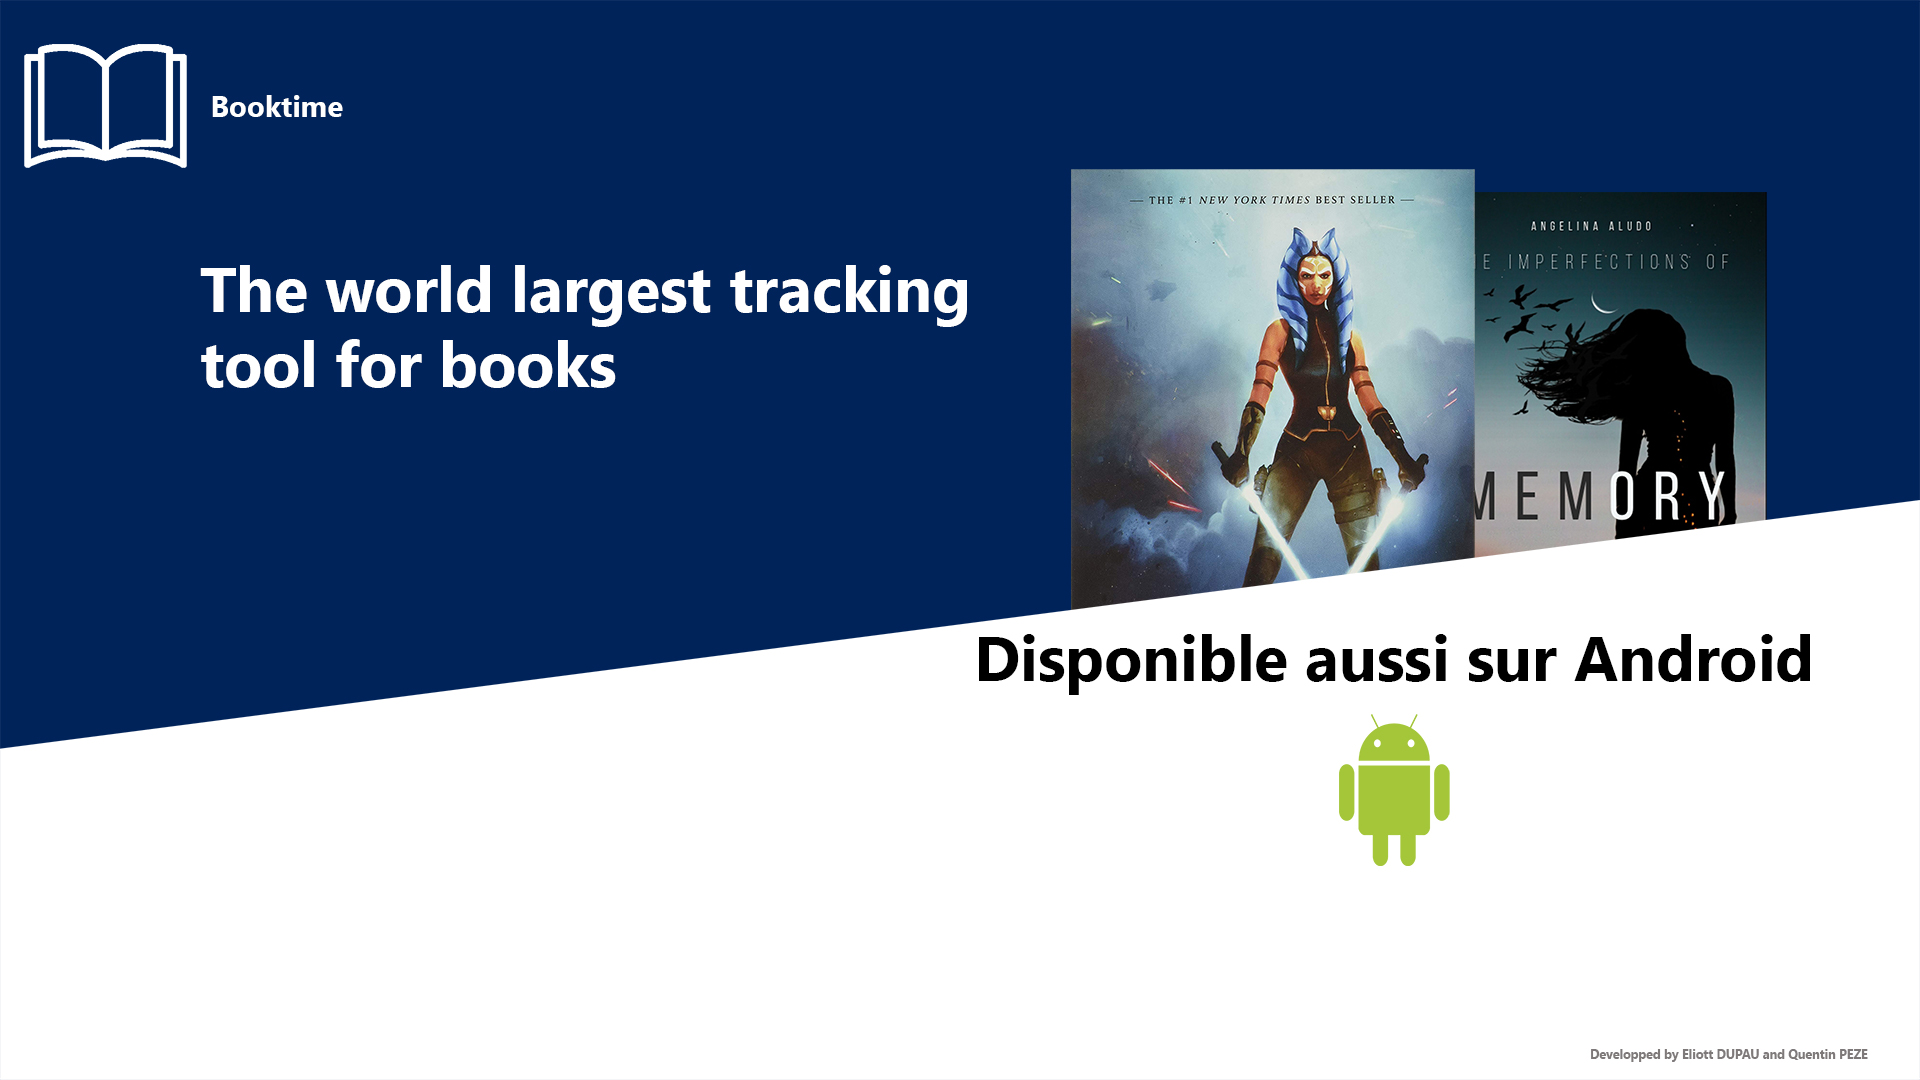 Booktime
— THE #1 NEW YORK TIMES BEST SELLER —
ANGELINA ALUDO
E IMPERFECTIONS OF
MEMORY
The world largest tracking
tool for books
Disponible aussi sur Android
Developped by Eliott DUPAU and Quentin PEZE